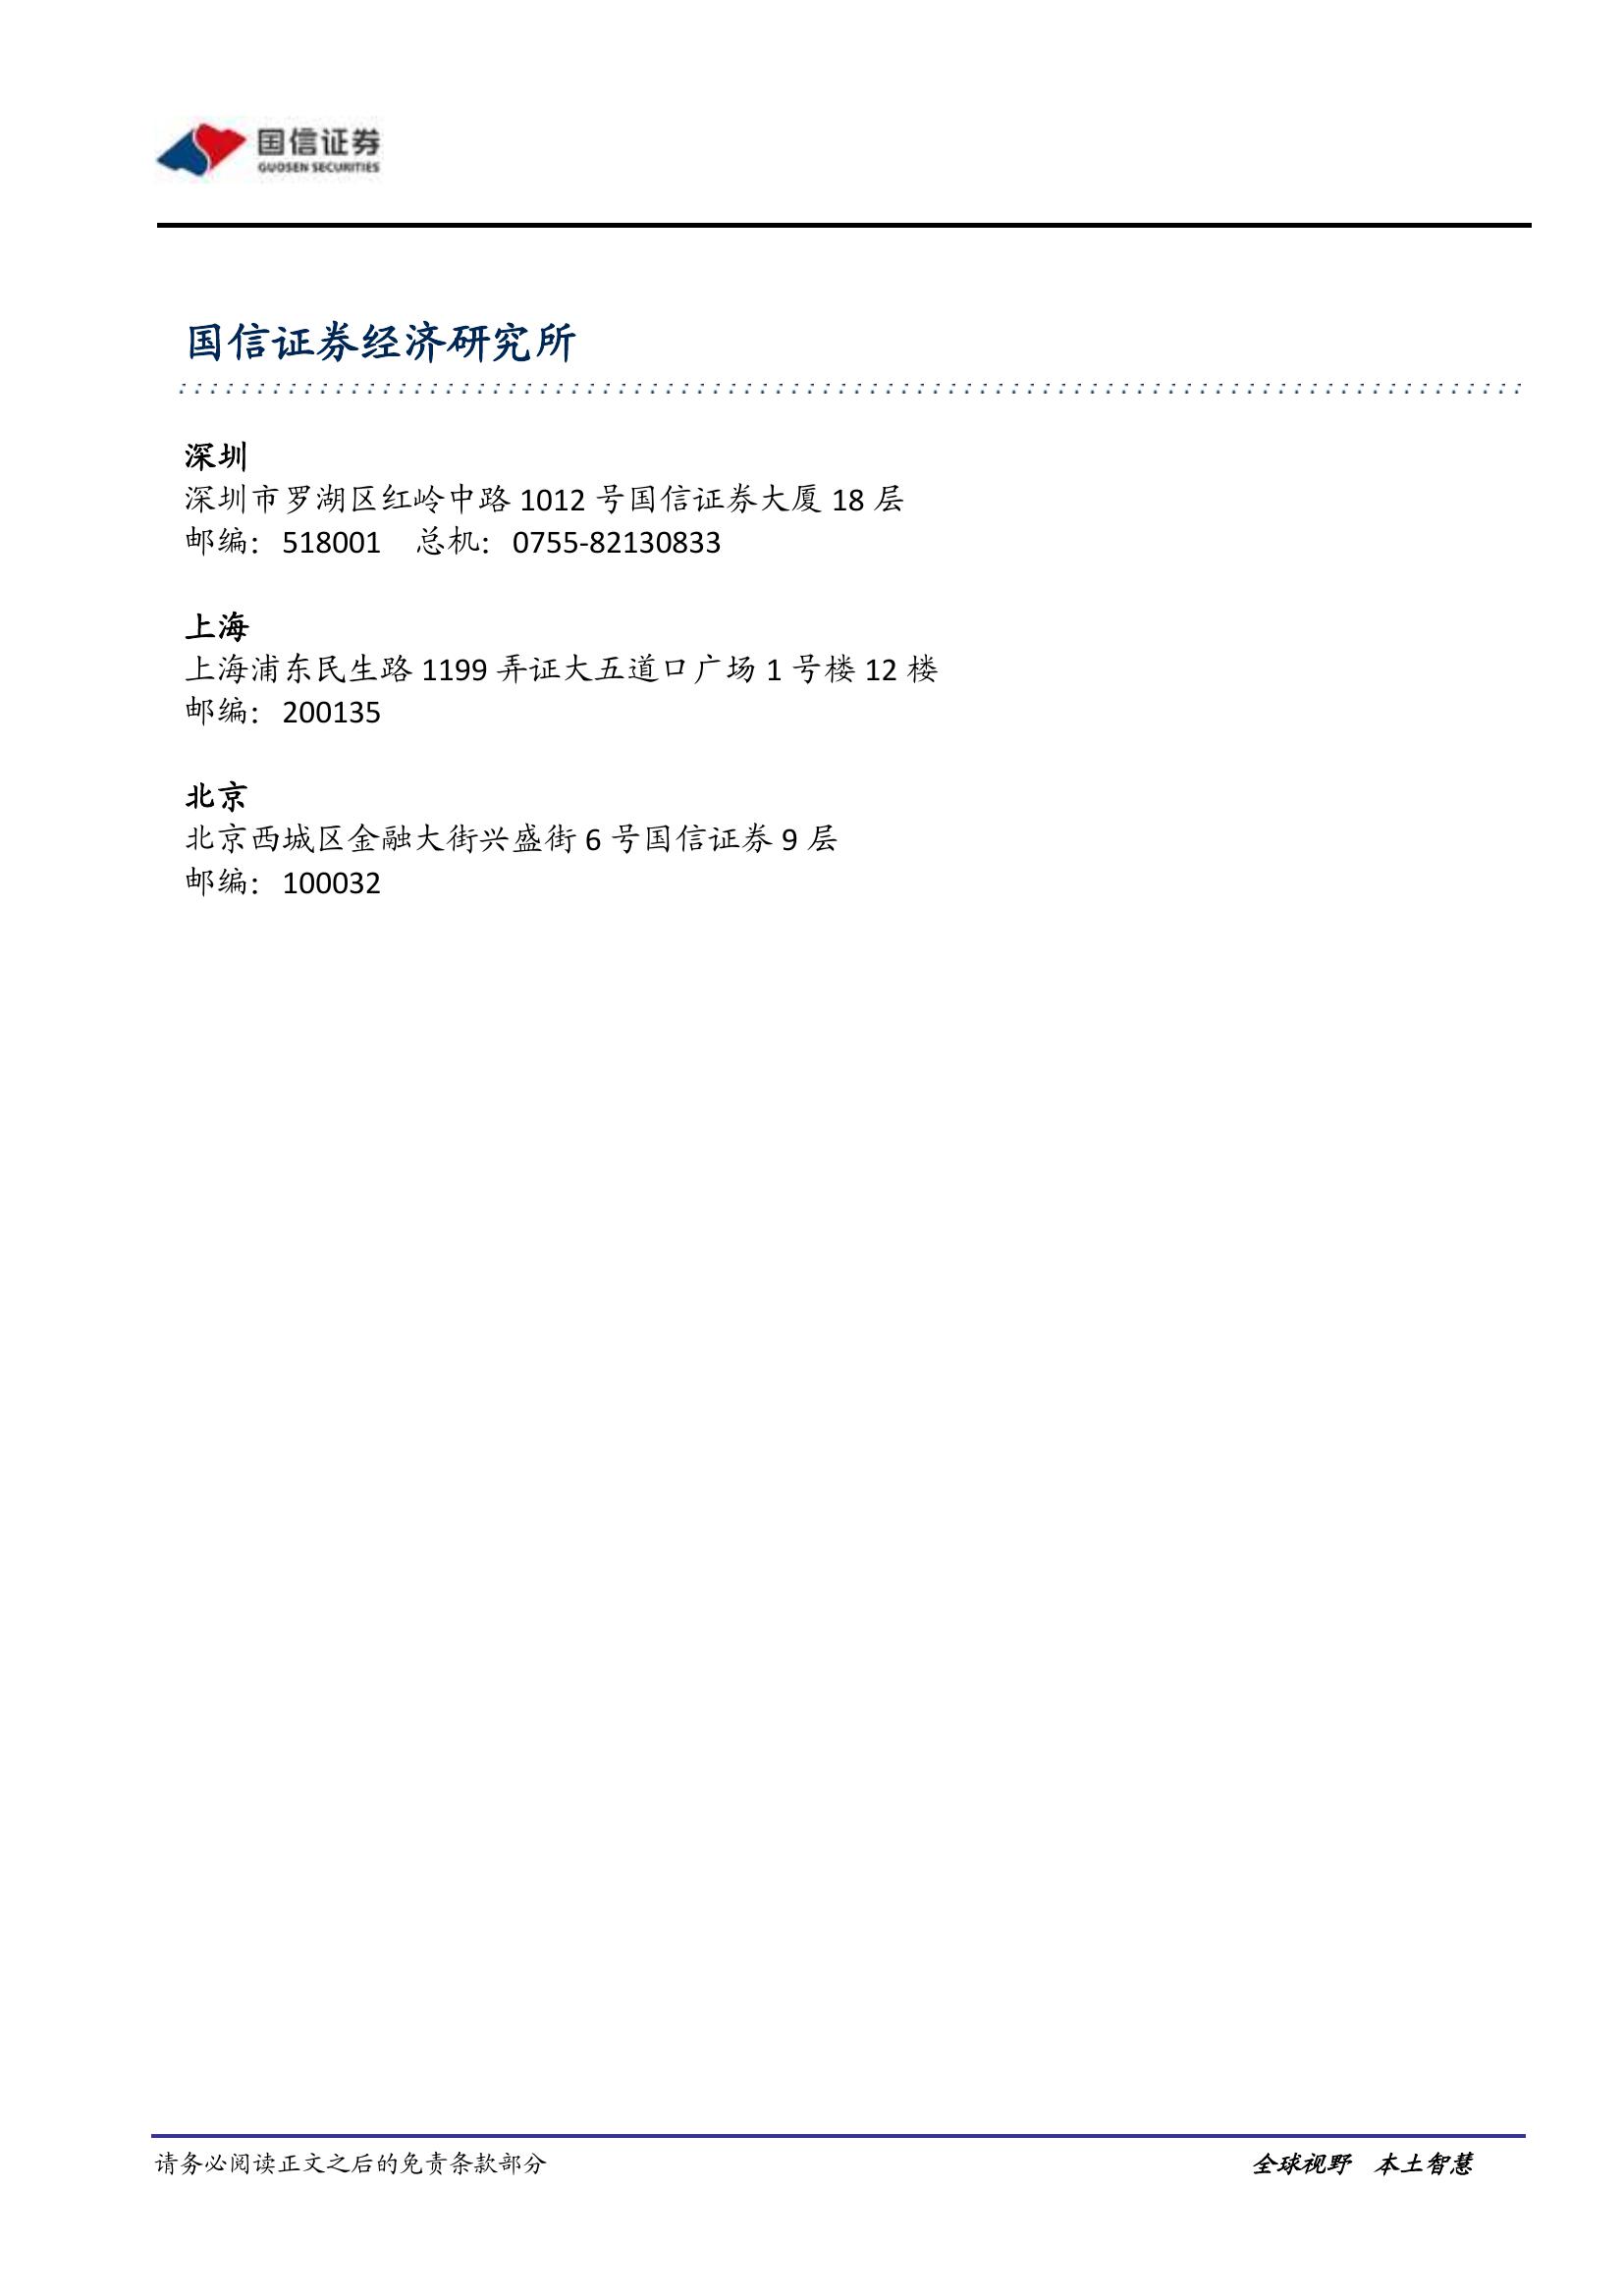 国信证券
GUOSEN SECURITIES
国信证券经济研究所
深圳
深圳市罗湖区红岭中路 1012 号国信证券大厦 18 层
邮编：518001 总机：0755-82130833
上海
上海浦东民生路 1199 弄证大五道口广场 1 号楼 12 楼
邮编：200135
北京
北京西城区金融大街兴盛街 6 号国信证券 9 层
邮编：100032
请务必阅读正文之后的免责条款部分 全球视野 本土智慧